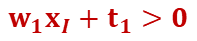 w₁x_I + t₁ > 0